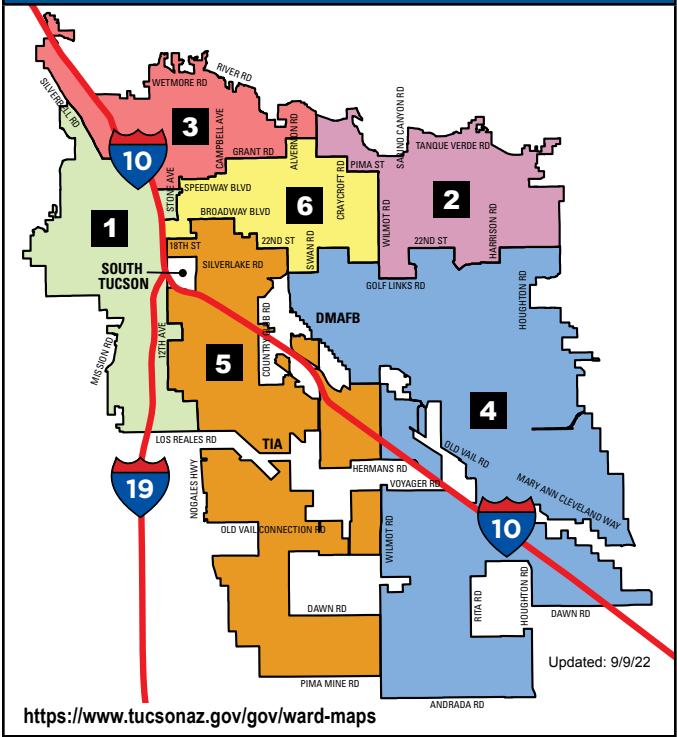 RIVER RD
WETMORE RD
SILVERBELL RD
3
CAMPBELL AVE
ALVERNON RD
SABINO CANYON RD
TANQUE VERDE RD
10
GRANT RD
PIMA ST
STONE AVE
SPEEDWAY BLVD
CRAYCROFT RD
6
2
WILMOT RD
HARRISON RD
BROADWAY BLVD
1
18TH ST
22ND ST
SWAN RD
22ND ST
SOUTH
TUCSON
SILVERLAKE RD
GOLF LINKS RD
HOUGHTON RD
COUNTRY CLUB RD
DMAFB
MISSION RD
12TH AVE
5
4
LOS REALES RD
TIA
OLD VAIL RD
HERMANS RD
19
NOGALES HWY
VOYAGER RD
MARY ANN CLEVELAND WAY
10
OLD VAIL CONNECTION RD
WILMOT RD
RITA RD
HOUGHTON RD
DAWN RD
DAWN RD
Updated: 9/9/22
PIMA MINE RD
ANDRADA RD
https://www.tucsonaz.gov/gov/ward-maps